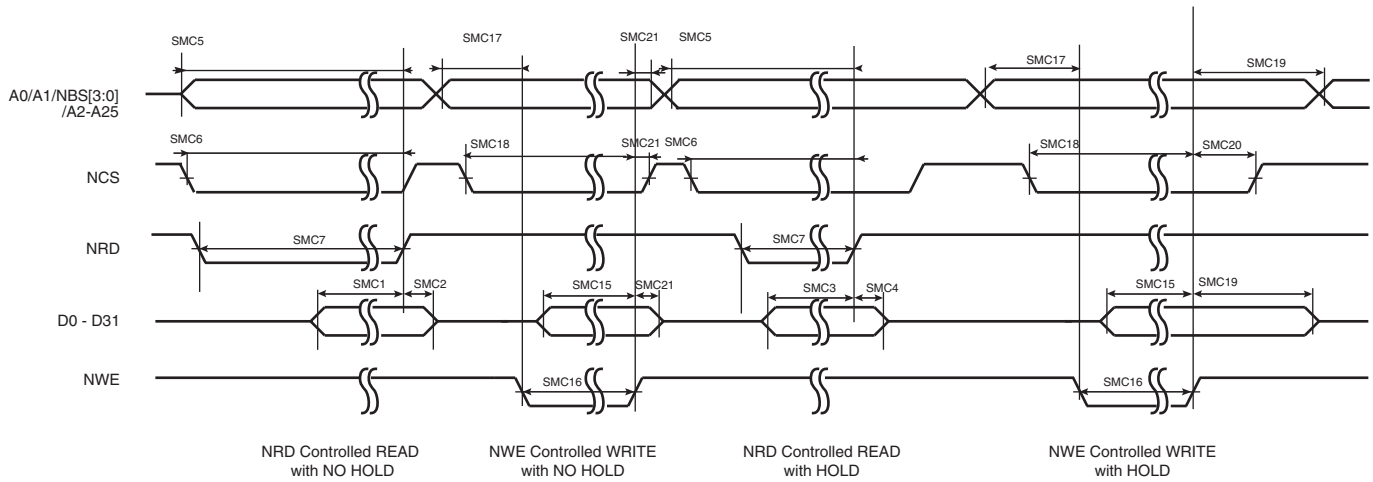 SMC5
SMC17
SMC21
SMC5
SMC17
SMC19
A0/A1/NBS[3:0]
/A2-A25
SMC6
SMC18
SMC21
SMC6
SMC18
SMC20
NCS
NRD
SMC7
SMC7
SMC1
SMC2
SMC15
SMC21
SMC3
SMC4
SMC15
SMC19
D0 - D31
NWE
SMC16
SMC16
NRD Controlled READ
with NO HOLD
NWE Controlled WRITE
with NO HOLD
NRD Controlled READ
with HOLD
NWE Controlled WRITE
with HOLD